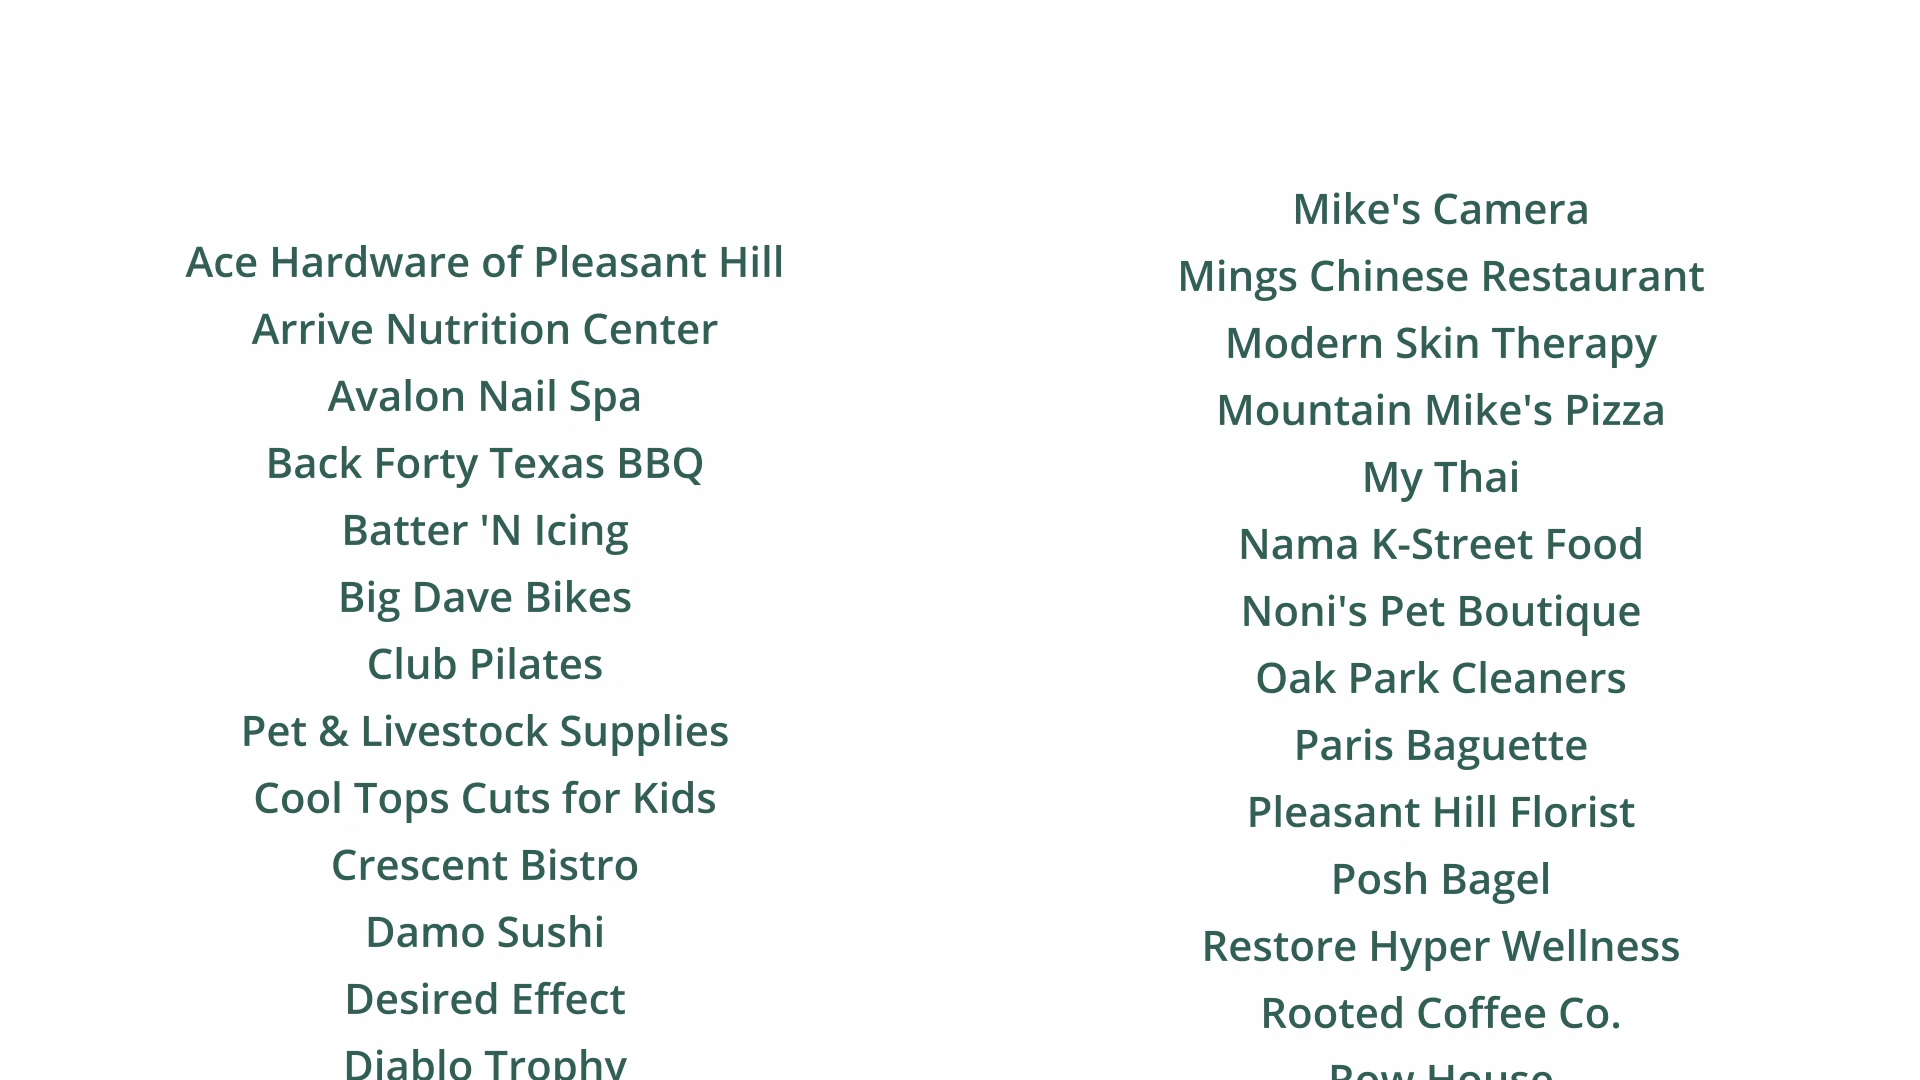 Ace Hardware of Pleasant Hill
Arrive Nutrition Center
Avalon Nail Spa
Back Forty Texas BBQ
Batter 'N Icing
Big Dave Bikes
Club Pilates
Pet & Livestock Supplies
Cool Tops Cuts for Kids
Crescent Bistro
Damo Sushi
Desired Effect
Diablo Trophy
Mike's Camera
Mings Chinese Restaurant
Modern Skin Therapy
Mountain Mike's Pizza
My Thai
Nama K-Street Food
Noni's Pet Boutique
Oak Park Cleaners
Paris Baguette
Pleasant Hill Florist
Posh Bagel
Restore Hyper Wellness
Rooted Coffee Co.
Row House